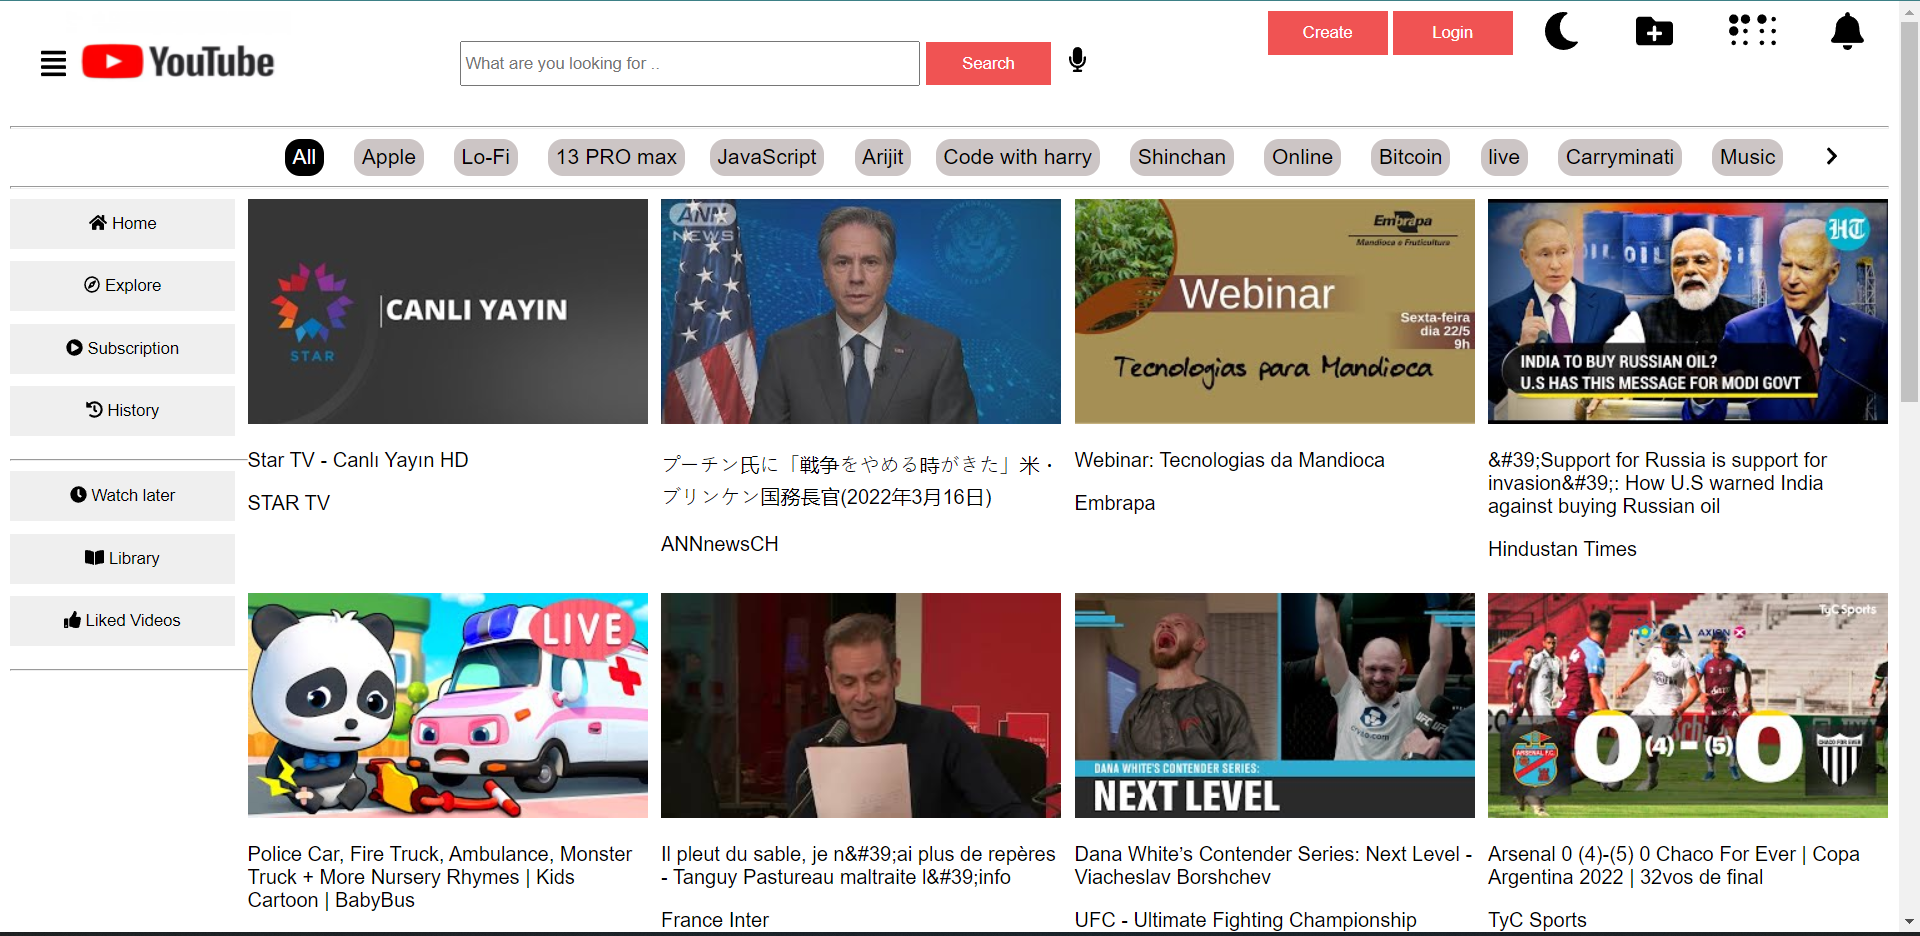 YouTube
What are you looking for ..
Search
Create
Login
All
Apple
Lo-Fi
13 PRO max
JavaScript
Arijit
Code with harry
Shinchan
Online
Bitcoin
live
Carryminati
Music
Home
Explore
Subscription
History
Watch later
Library
Liked Videos
STAR
CANLI YAYIN
Star TV - Canlı Yayın HD
STAR TV
ANN
NEWS
プーチン氏に「戦争をやめる時がきた」米・
ブリンケン国務長官(2022年3月16日)
ANNnewsCH
Embrapa
Mandioca e Fruticultura
Webinar
Sexta-feira
dia 22/5
9h
Tecnologias para Mandioca
Webinar: Tecnologias da Mandioca
Embrapa
HT
OIL
OIL
INDIA TO BUY RUSSIAN OIL?
U.S HAS THIS MESSAGE FOR MODI GOVT
&#39;Support for Russia is support for
invasion&#39;: How U.S warned India
against buying Russian oil
Hindustan Times
LIVE
Police Car, Fire Truck, Ambulance, Monster
Truck + More Nursery Rhymes | Kids
Cartoon | BabyBus
Il pleut du sable, je n&#39;ai plus de repères
- Tanguy Pastureau maltraite l&#39;info
France Inter
crypto.com
UFC
DANA WHITE'S CONTENDER SERIES:
NEXT LEVEL
Dana White’s Contender Series: Next Level -
Viacheslav Borshchev
UFC - Ultimate Fighting Championship
TyC Sports
AXION
ARSENAL F.C.
0 (4) - (5) 0
CHACO FOR EVER
Arsenal 0 (4)-(5) 0 Chaco For Ever | Copa
Argentina 2022 | 32vos de final
TyC Sports